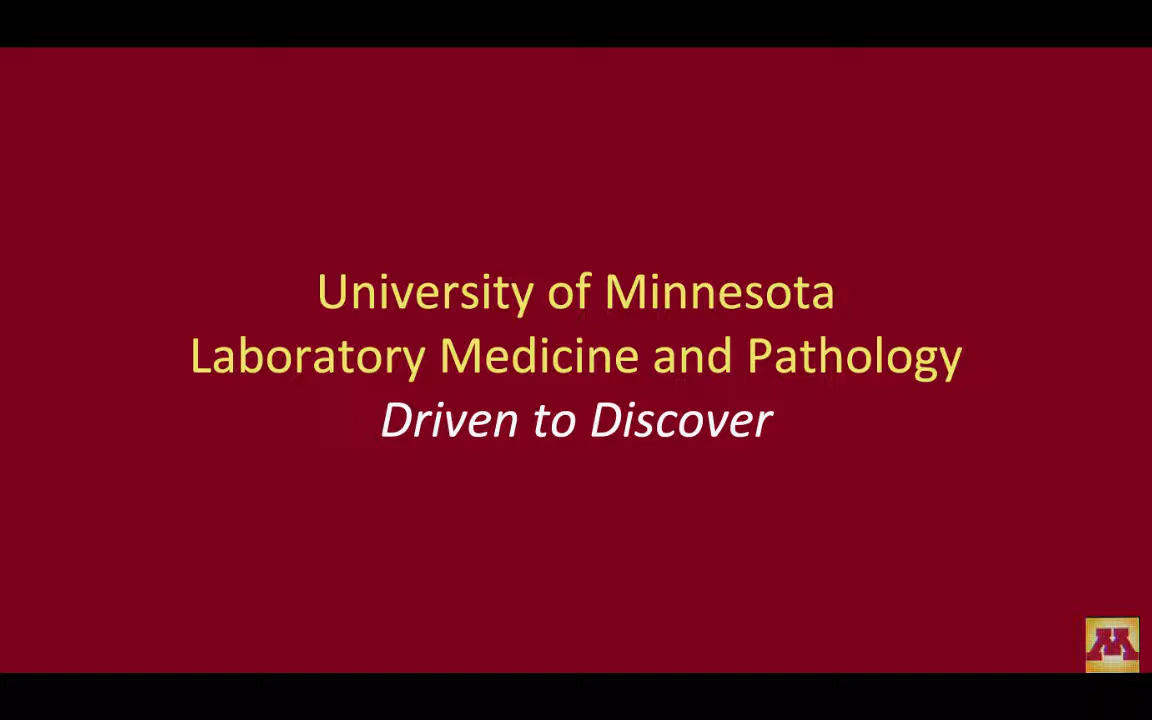 University of Minnesota
Laboratory Medicine and Pathology
Driven to Discover
M